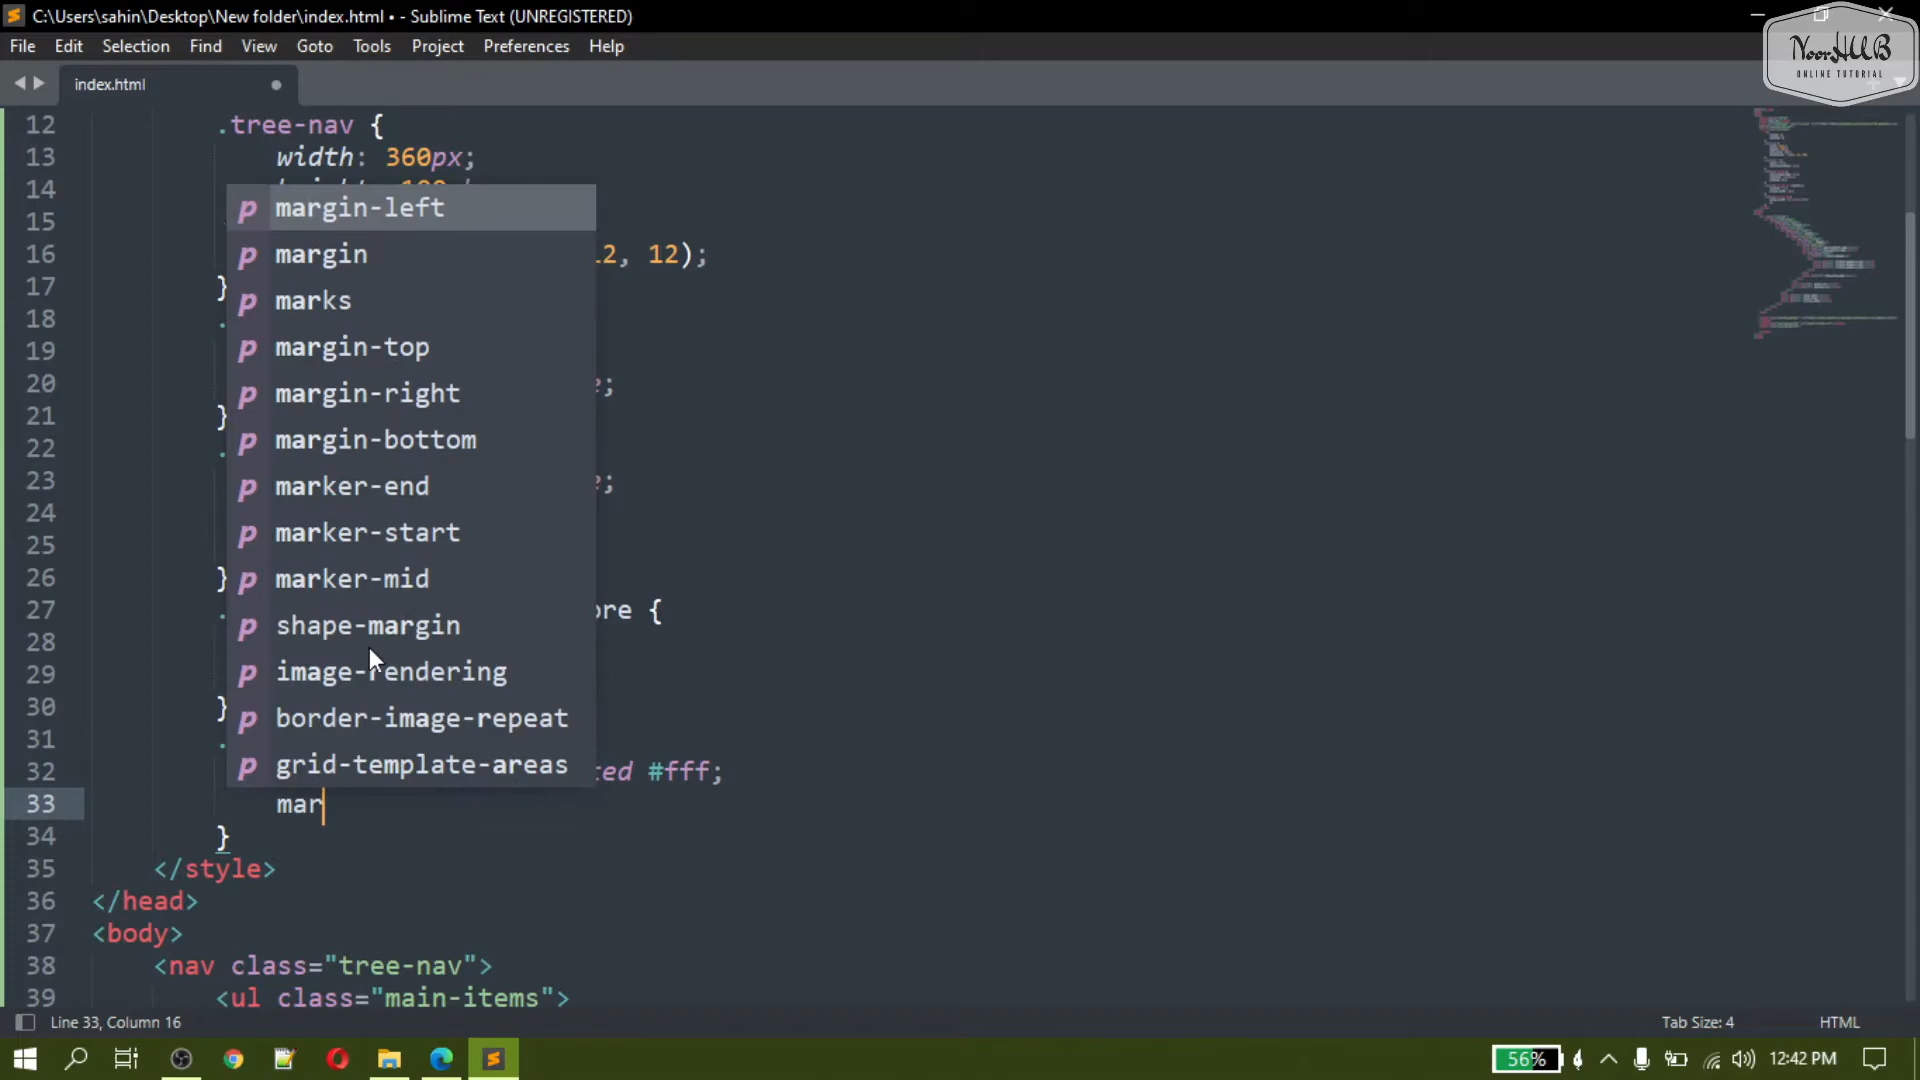 C:\Users\sahin\Desktop\New folder\index.html • - Sublime Text (UNREGISTERED)
File Edit Selection Find View Goto Tools Project Preferences Help
NoorHUB
ONLINE TUTORIAL
index.html
12 .tree-nav {
13 width: 360px;
14
margin-left
15
margin
16 12, 12);
17 }
marks
18 .
margin-top
19
20 ;
margin-right
21 }
margin-bottom
22 .
23 ;
marker-end
24
marker-start
25
26 }
marker-mid
27 . ore {
shape-margin
28
29
image-rendering
30 }
border-image-repeat
31 .
32 ted #fff;
grid-template-areas
33 mar
34 }
35 </style>
36 </head>
37 <body>
38 <nav class="tree-nav">
39 <ul class="main-items">
Line 33, Column 16 Tab Size: 4 HTML
56% 12:42 PM